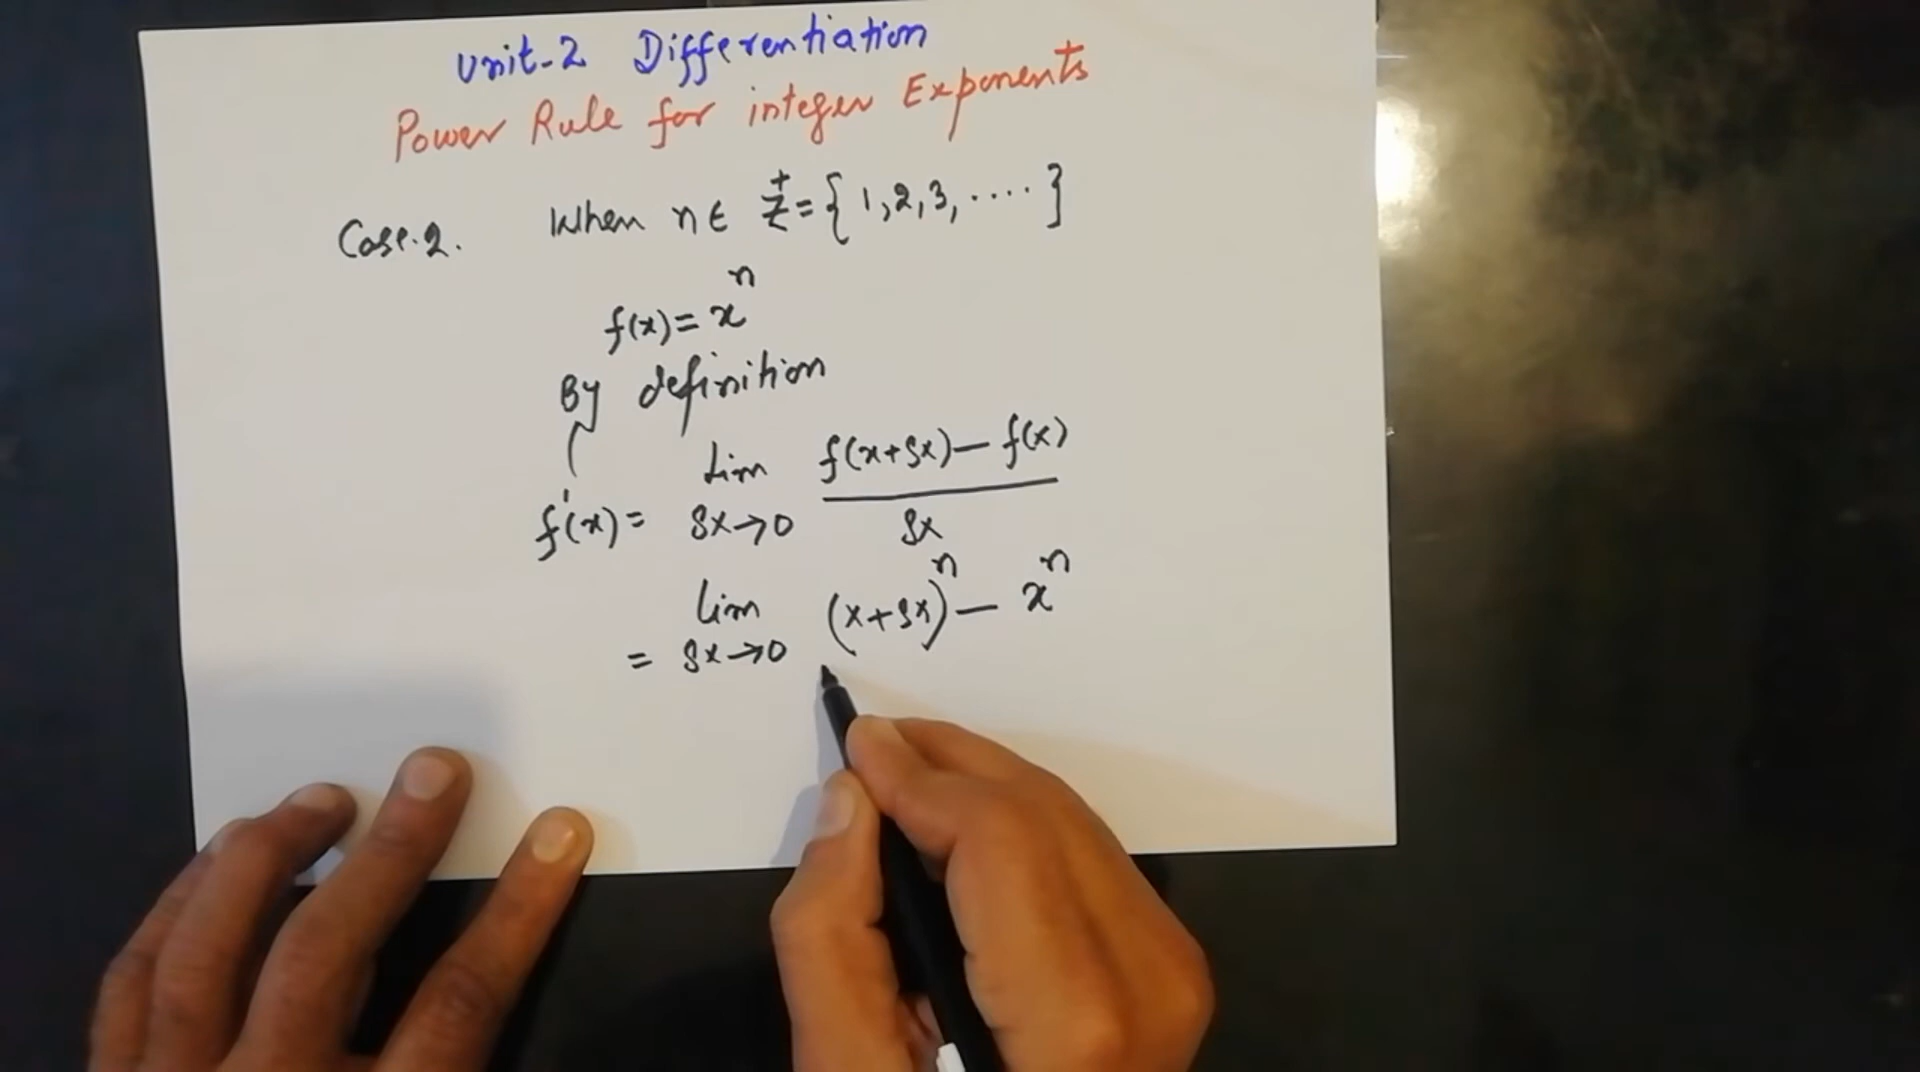 Unit-2 Differentiation
Power Rule for integer Exponents
Case.2. When n ∈ Z⁺ = {1,2,3,.....}
f(x) = xⁿ
By definition
f'(x) = lim δx→0 f(x+δx) — f(x) / δx
= lim δx→0 (x+δx)ⁿ — xⁿ